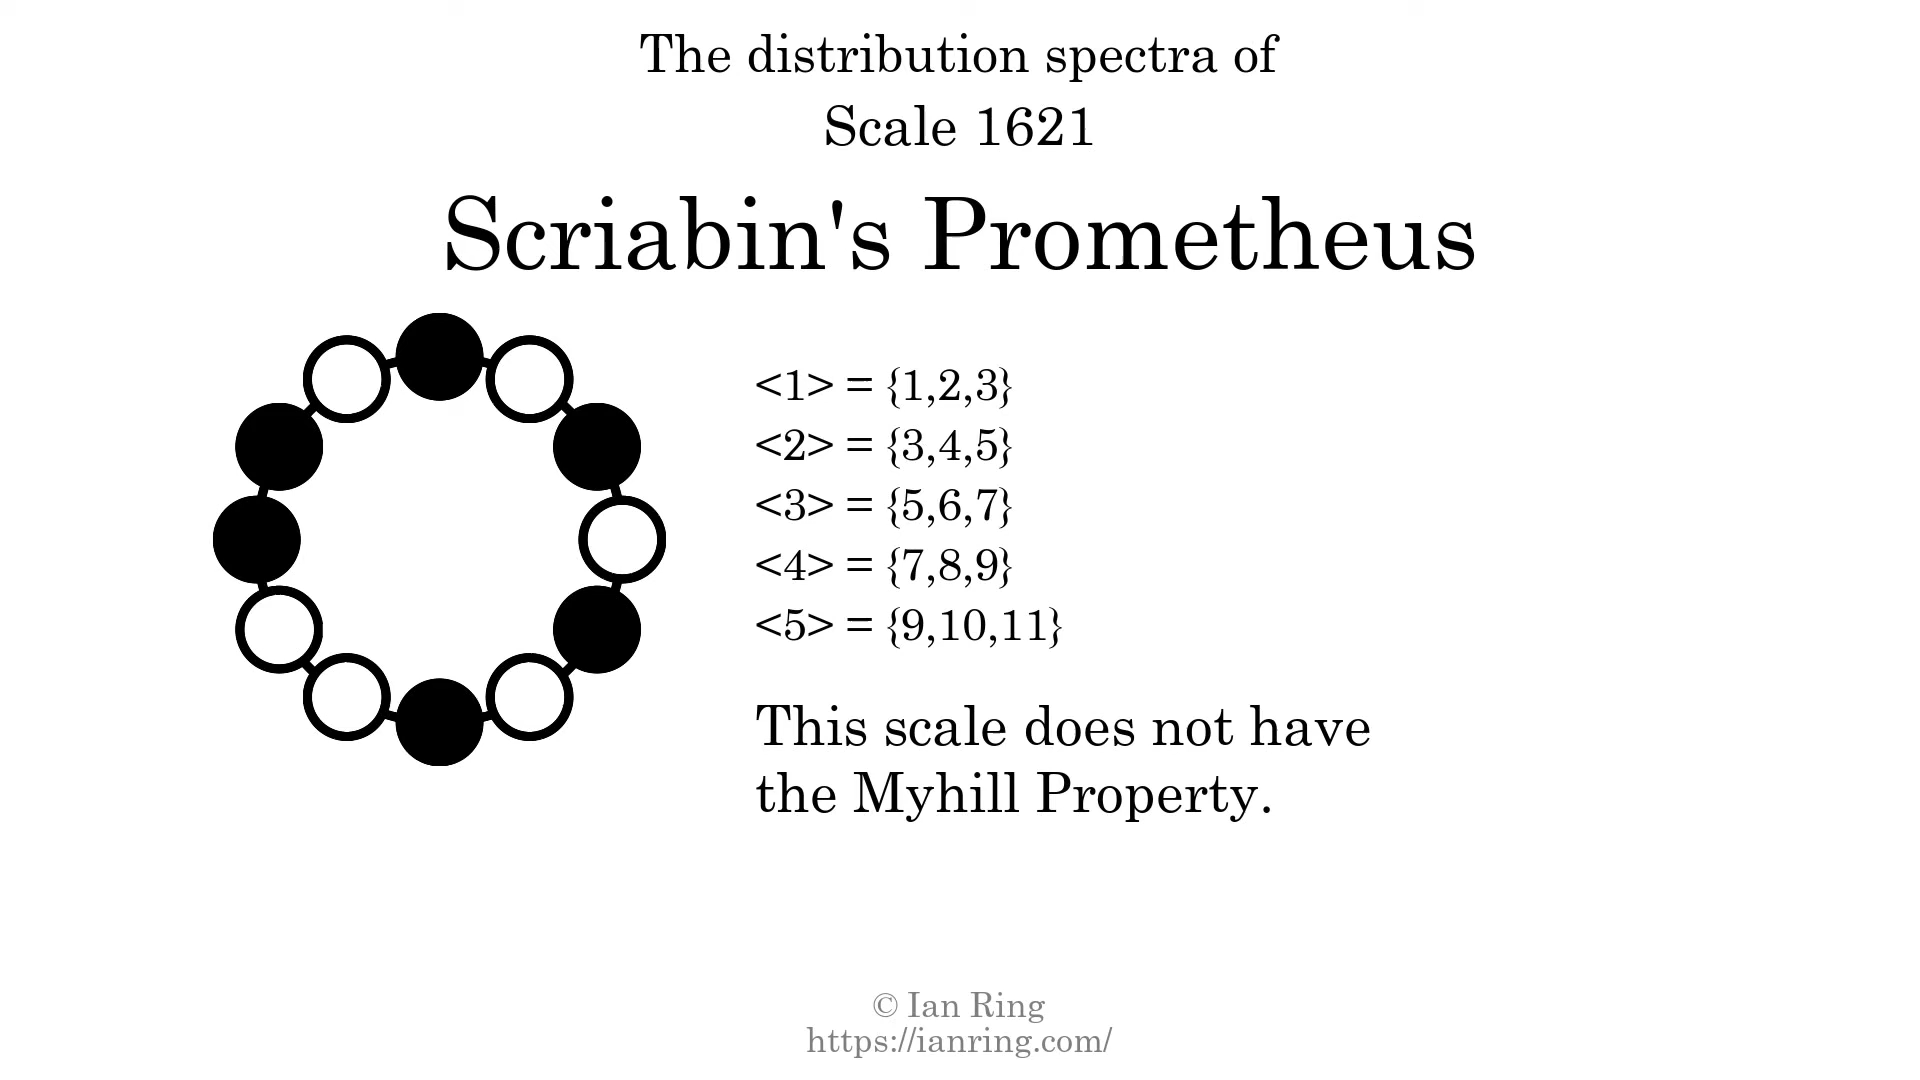 The distribution spectra of
Scale 1621
Scriabin's Prometheus
<1> = {1,2,3}
<2> = {3,4,5}
<3> = {5,6,7}
<4> = {7,8,9}
<5> = {9,10,11}
This scale does not have
the Myhill Property.
© Ian Ring
https://ianring.com/